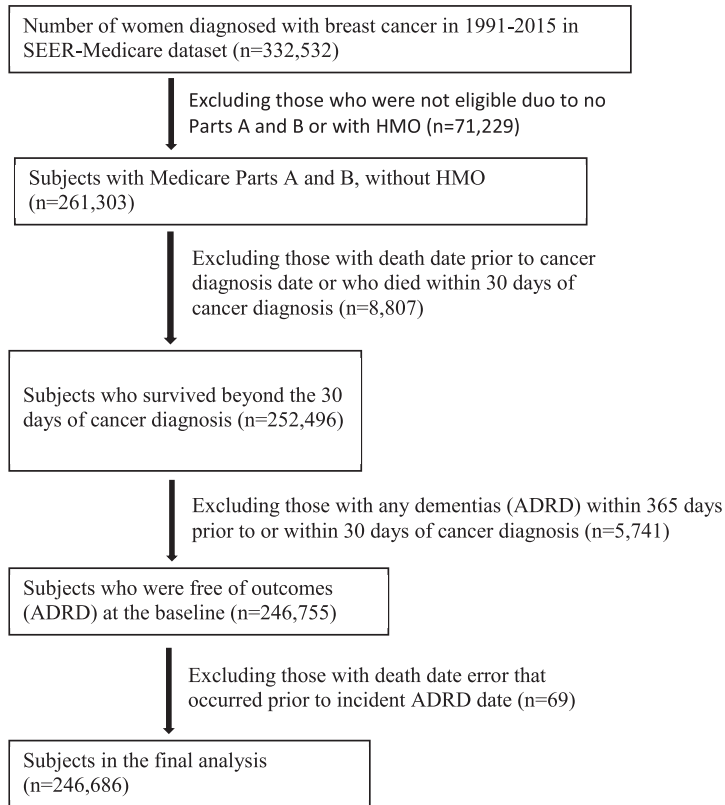 Number of women diagnosed with breast cancer in 1991-2015 in
SEER-Medicare dataset (n=332,532)
Excluding those who were not eligible duo to no
Parts A and B or with HMO (n=71,229)
Subjects with Medicare Parts A and B, without HMO
(n=261,303)
Excluding those with death date prior to cancer
diagnosis date or who died within 30 days of
cancer diagnosis (n=8,807)
Subjects who survived beyond the 30
days of cancer diagnosis (n=252,496)
Excluding those with any dementias (ADRD) within 365 days
prior to or within 30 days of cancer diagnosis (n=5,741)
Subjects who were free of outcomes
(ADRD) at the baseline (n=246,755)
Excluding those with death date error that
occurred prior to incident ADRD date (n=69)
Subjects in the final analysis
(n=246,686)